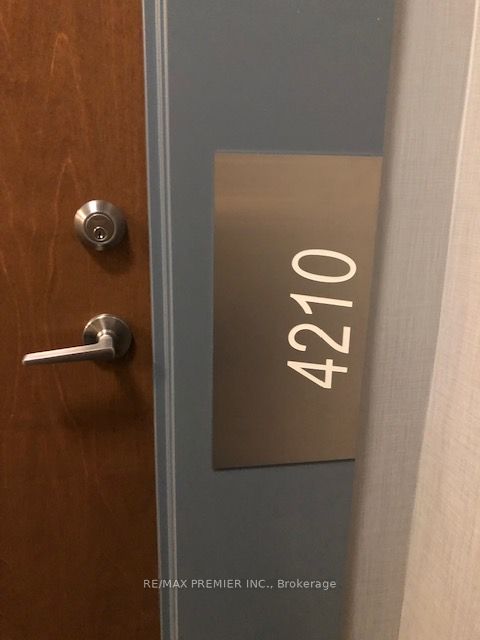 4210
RE/MAX PREMIER INC., Brokerage